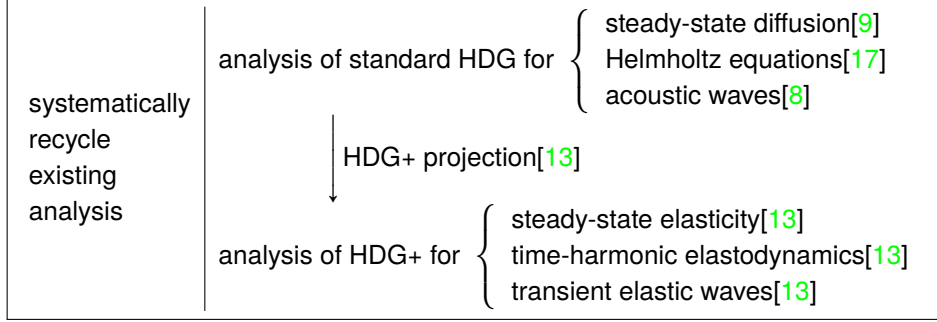 systematically
recycle
existing
analysis
analysis of standard HDG for
steady-state diffusion[9]
Helmholtz equations[17]
acoustic waves[8]
HDG+ projection[13]
analysis of HDG+ for
steady-state elasticity[13]
time-harmonic elastodynamics[13]
transient elastic waves[13]